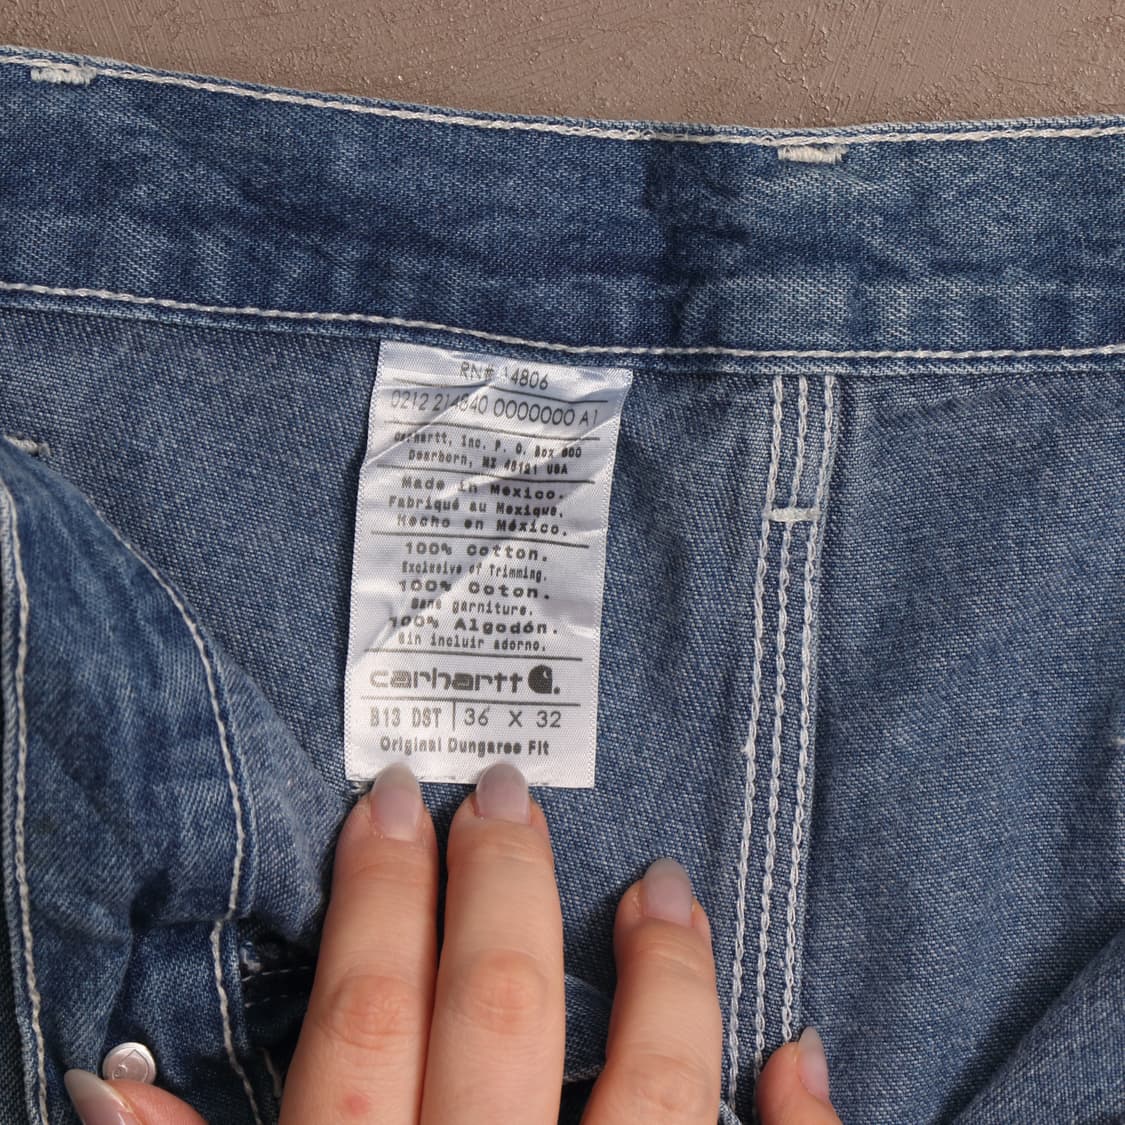 RN# 14806
0212 214840 0000000 A1
Carhartt, Inc. P. O. Box 600
Dearborn, MI 48121 USA
Made in Mexico.
Fabriqué au Mexique.
Hecho en México.
100% Cotton.
Exclusive of Trimming.
100% Coton.
Sans garniture.
100% Algodón.
Sin incluir adorno.
carhartt
B13 DST 36 X 32
Original Dungaree Fit